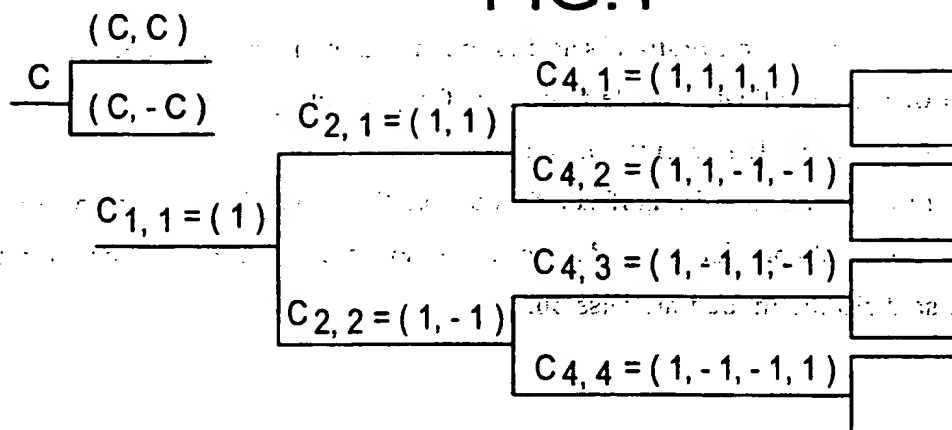 FIG.1
(C, C)
C
(C, -C)
C4, 1 = (1, 1, 1, 1)
C2, 1 = (1, 1)
C4, 2 = (1, 1, -1, -1)
C1, 1 = (1)
C4, 3 = (1, -1, 1, -1)
C2, 2 = (1, -1)
C4, 4 = (1, -1, -1, 1)